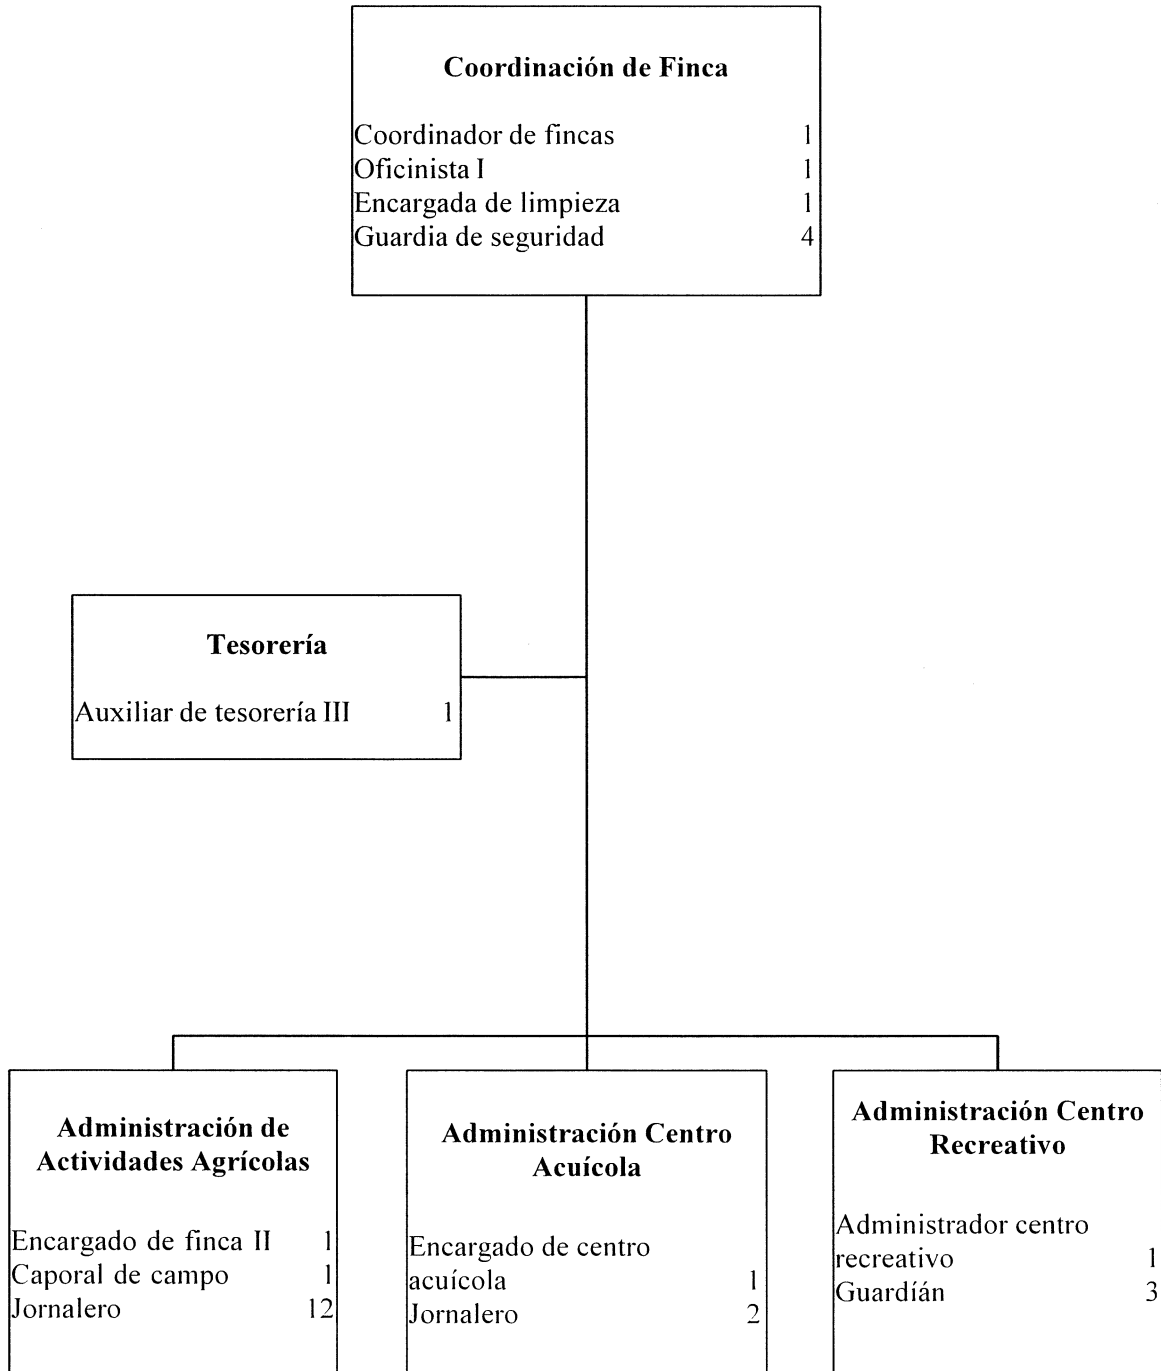 Coordinación de Finca
Coordinador de fincas 1
Oficinista I 1
Encargada de limpieza 1
Guardia de seguridad 4
Tesorería
Auxiliar de tesorería III 1
Administración de
Actividades Agrícolas
Encargado de finca II 1
Caporal de campo 1
Jornalero 12
Administración Centro
Acuícola
Encargado de centro
acuícola 1
Jornalero 2
Administración Centro
Recreativo
Administrador centro
recreativo 1
Guardíán 3